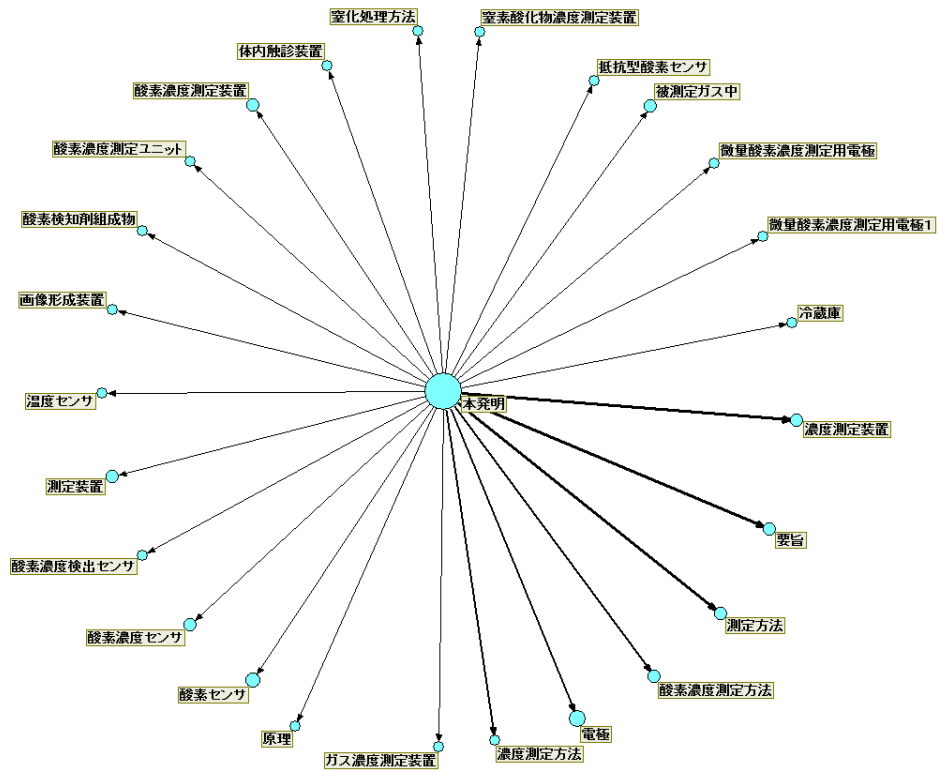 窒化処理方法
窒素酸化物濃度測定装置
体内触診装置
抵抗型酸素センサ
酸素濃度測定装置
被測定ガス中
酸素濃度測定ユニット
微量酸素濃度測定用電極
酸素検知剤組成物
微量酸素濃度測定用電極1
画像形成装置
冷蔵庫
温度センサ
本発明
濃度測定装置
測定装置
要旨
酸素濃度検出センサ
測定方法
酸素濃度センサ
酸素センサ
酸素濃度測定方法
原理
電極
ガス濃度測定装置
濃度測定方法